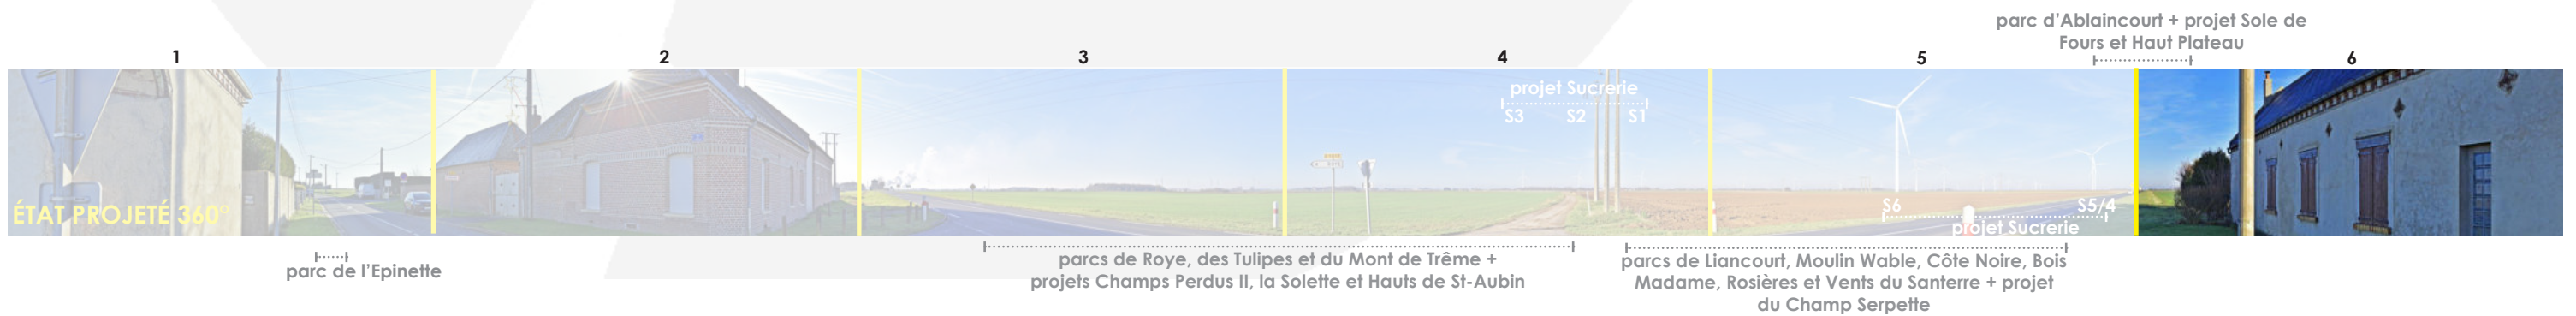 parc d'Ablaincourt + projet Sole de
Fours et Haut Plateau
1
2
3
4
5
6
projet Sucrerie
S3
S2
S1
ÉTAT PROJETÉ 360°
S6
S5/4
projet Sucrerie
parc de l'Epinette
parcs de Roye, des Tulipes et du Mont de Trême +
projets Champs Perdus II, la Solette et Hauts de St-Aubin
parcs de Liancourt, Moulin Wable, Côte Noire, Bois
Madame, Rosières et Vents du Santerre + projet
du Champ Serpette